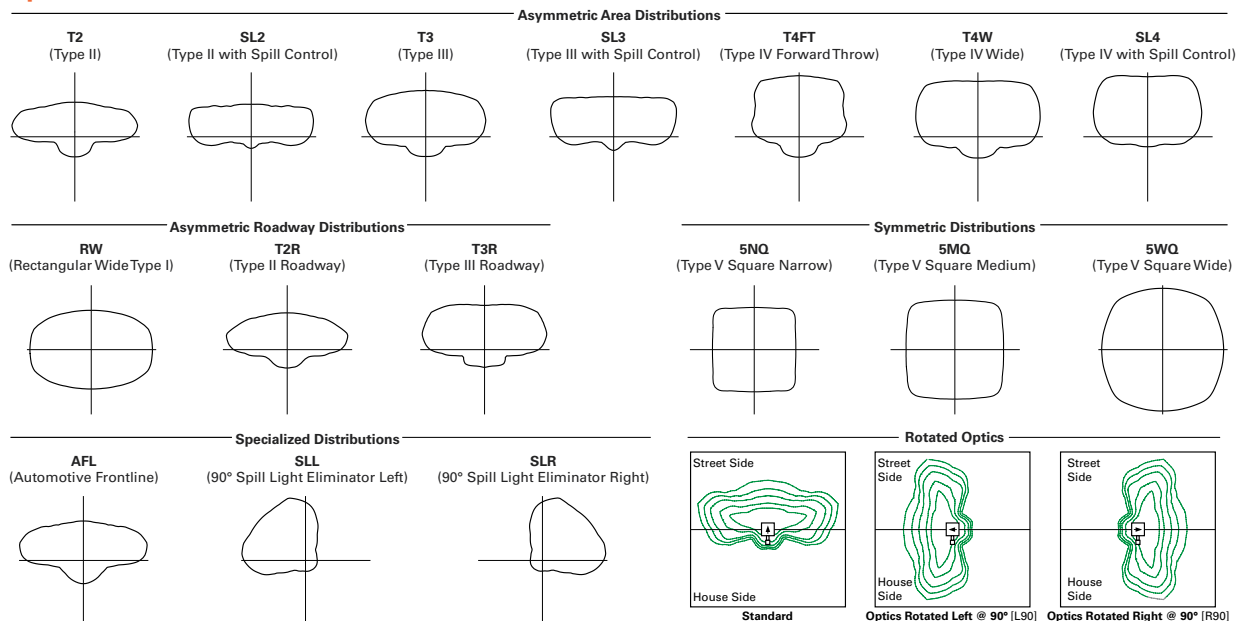 Asymmetric Area Distributions
T2
(Type II)
SL2
(Type II with Spill Control)
T3
(Type III)
SL3
(Type III with Spill Control)
T4FT
(Type IV Forward Throw)
T4W
(Type IV Wide)
SL4
(Type IV with Spill Control)
Asymmetric Roadway Distributions
RW
(Rectangular Wide Type I)
T2R
(Type II Roadway)
T3R
(Type III Roadway)
Symmetric Distributions
5NQ
(Type V Square Narrow)
5MQ
(Type V Square Medium)
5WQ
(Type V Square Wide)
Specialized Distributions
AFL
(Automotive Frontline)
SLL
(90º Spill Light Eliminator Left)
SLR
(90º Spill Light Eliminator Right)
Rotated Optics
Street Side
House Side
Standard
Street
Side
House
Side
Optics Rotated Left @ 90º [L90]
Street
Side
House
Side
Optics Rotated Right @ 90º [R90]